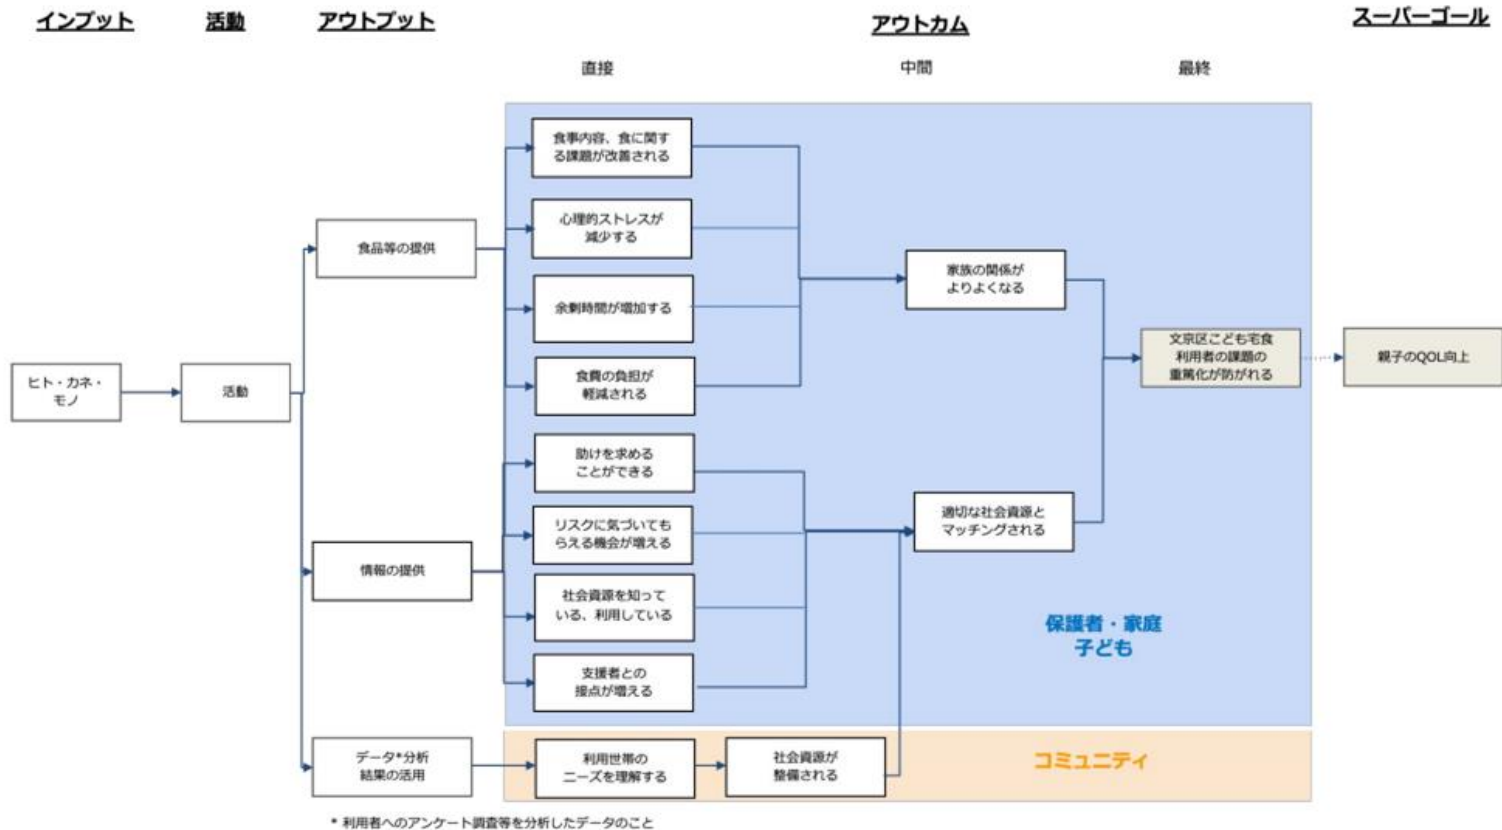 インプット
活動
アウトプット
アウトカム
スーパーゴール
直接
中間
最終
食事内容、食に関す
る課題が改善される
心理的ストレスが
減少する
食品等の提供
余剰時間が増加する
家族の関係が
よりよくなる
食費の負担が
軽減される
文京区こども宅食
利用者の課題の
重篤化が防がれる
親子のQOL向上
ヒト・カネ・
モノ
活動
助けを求める
ことができる
リスクに気づいても
らえる機会が増える
適切な社会資源と
マッチングされる
情報の提供
社会資源を知って
いる、利用している
支援者との
接点が増える
保護者・家庭
子ども
データ*分析
結果の活用
利用世帯の
ニーズを理解する
社会資源が
整備される
コミュニティ
* 利用者へのアンケート調査等を分析したデータのこと